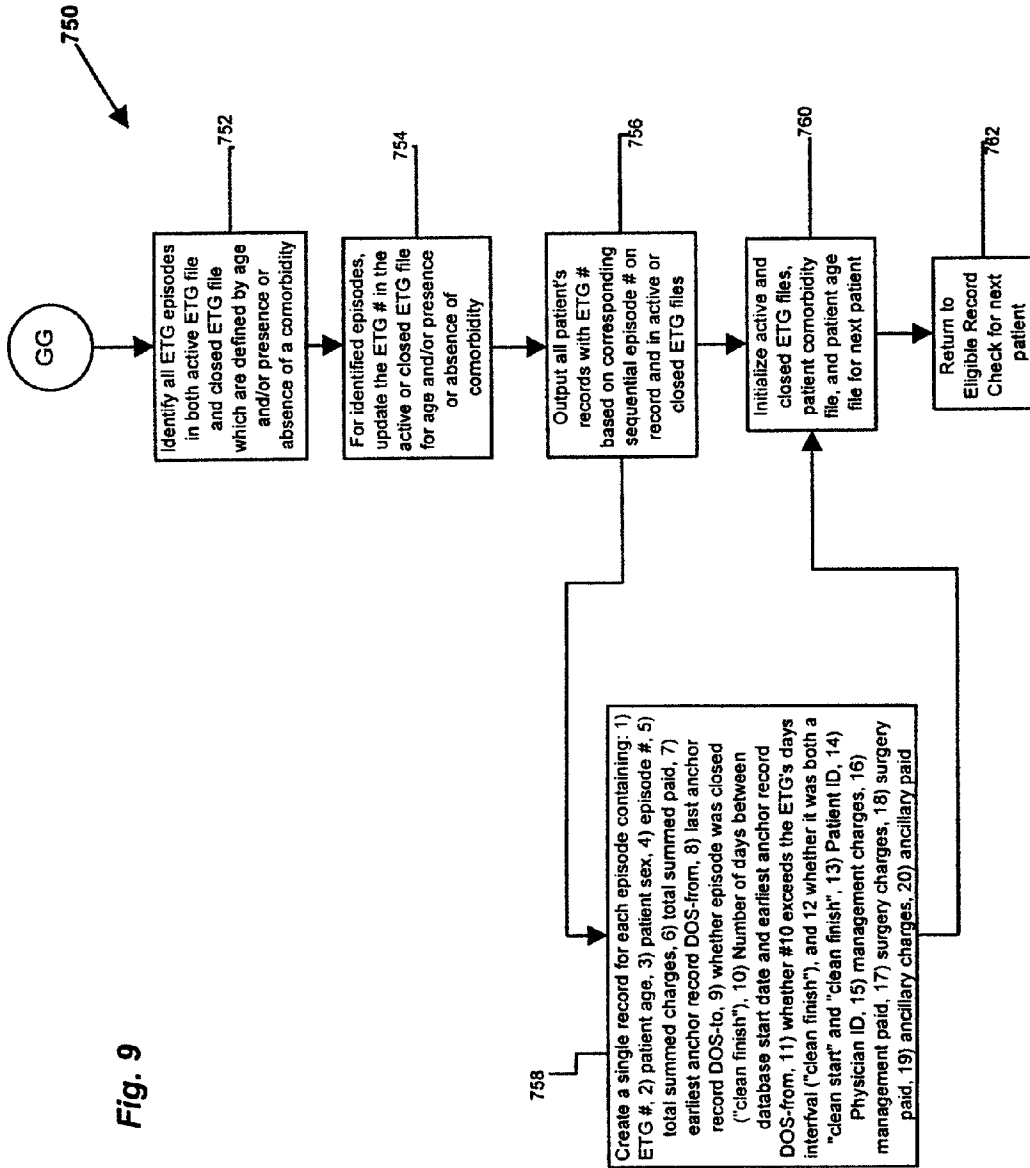 Fig. 9
750
GG
Identify all ETG episodes
in both active ETG file
and closed ETG file
which are defined by age
and/or presence or
absence of a comorbidity
752
For identified episodes,
update the ETG # in the
active or closed ETG file
for age and/or presence
or absence of
comorbidity
754
Output all patient's
records with ETG #
based on corresponding
sequential episode # on
record and in active or
closed ETG files
756
758
Create a single record for each episode containing: 1)
ETG #, 2) patient age, 3) patient sex, 4) episode #, 5)
total summed charges, 6) total summed paid, 7)
earliest anchor record DOS-from, 8) last anchor
record DOS-to, 9) whether episode was closed
("clean finish"), 10) Number of days between
database start date and earliest anchor record
DOS-from, 11) whether #10 exceeds the ETG's days
interfval ("clean finish"), and 12 whether it was both a
"clean start" and "clean finish", 13) Patient ID, 14)
Physician ID, 15) management charges, 16)
management paid, 17) surgery charges, 18) surgery
paid, 19) ancillary charges, 20) ancillary paid
Initialize active and
closed ETG files,
patient comorbidity
file, and patient age
file for next patient
760
Return to
Eligible Record
Check for next
patient
762